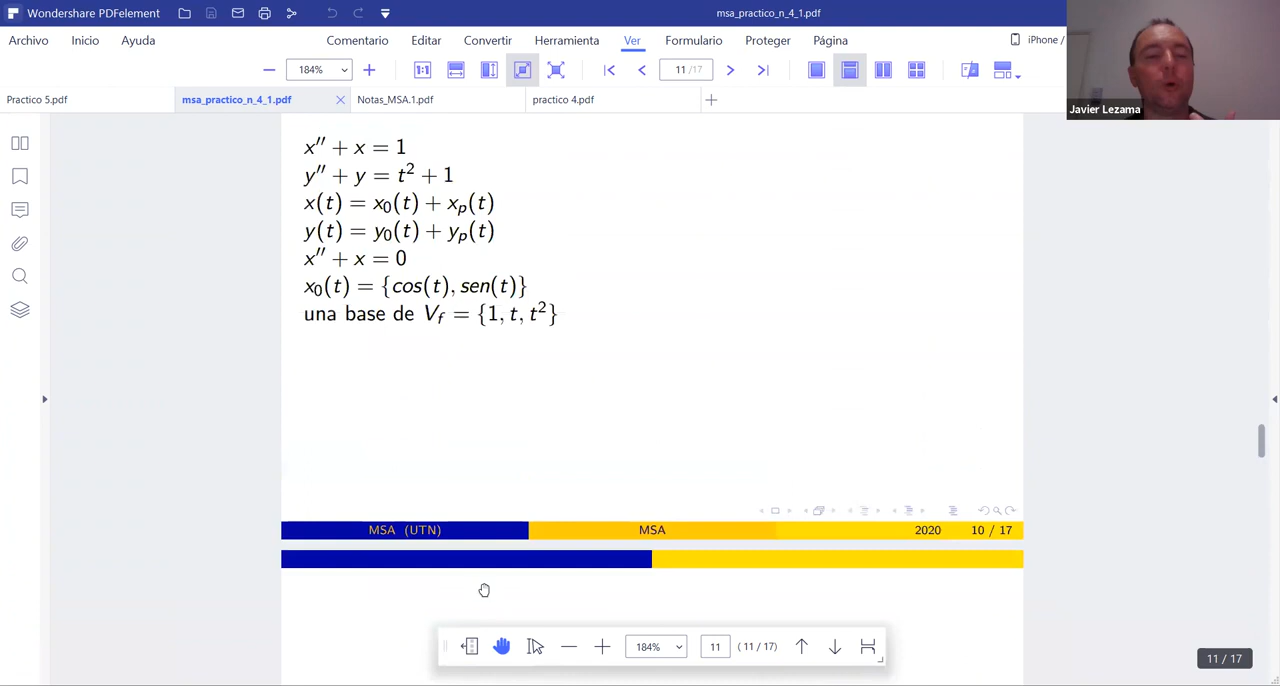 Wondershare PDFelement
msa_practico_n_4_1.pdf
Archivo Inicio Ayuda Comentario Editar Convertir Herramienta Ver Formulario Proteger Página iPhone /
184% 11 /17
Javier Lezama
Practico 5.pdf msa_practico_n_4_1.pdf Notas_MSA.1.pdf practico 4.pdf
x″ + x = 1
y″ + y = t² + 1
x(t) = x₀(t) + xₚ(t)
y(t) = y₀(t) + yₚ(t)
x″ + x = 0
x₀(t) = {cos(t), sen(t)}
una base de V_f = {1, t, t²}
MSA (UTN) MSA 2020 10 / 17
184% 11 (11 / 17)
11 / 17